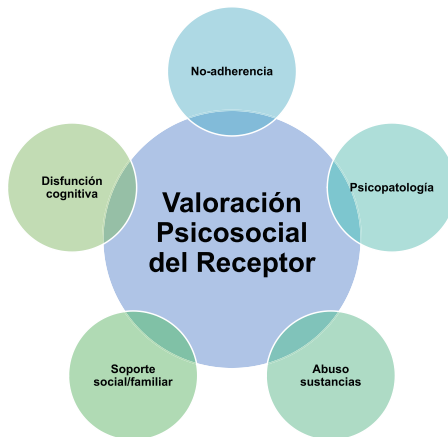 No-adherencia
Disfunción
cognitiva
Psicopatología
Valoración
Psicosocial
del Receptor
Soporte
social/familiar
Abuso
sustancias